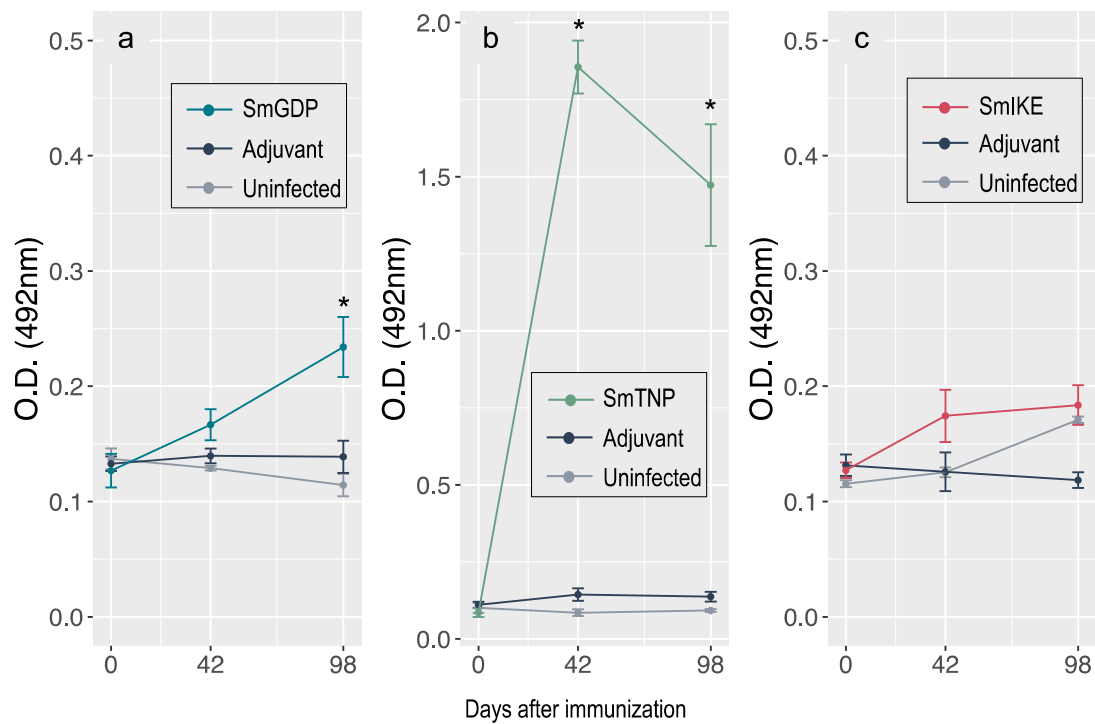 a
SmGDP
Adjuvant
Uninfected
O.D. (492nm)
0.5
0.4
0.3
0.2
0.1
0.0
*
0 42 98
b
2.0
1.5
1.0
0.5
0.0
O.D. (492nm)
*
*
SmTNP
Adjuvant
Uninfected
0 42 98
Days after immunization
c
SmIKE
Adjuvant
Uninfected
O.D. (492nm)
0.5
0.4
0.3
0.2
0.1
0.0
0 42 98